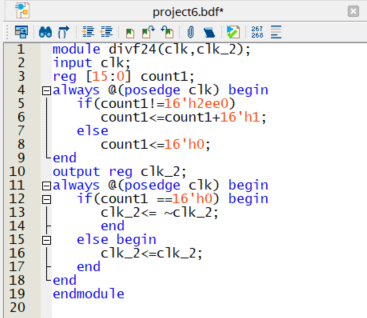 project6.bdf*
267
268
1 module divf24(clk,clk_2);
2 input clk;
3 reg [15:0] count1;
4 always @(posedge clk) begin
5 if(count1!=16'h2ee0)
6 count1<=count1+16'h1;
7 else
8 count1<=16'h0;
9 end
10 output reg clk_2;
11 always @(posedge clk) begin
12 if(count1 ==16'h0) begin
13 clk_2<= ~clk_2;
14 end
15 else begin
16 clk_2<=clk_2;
17 end
18 end
19 endmodule
20